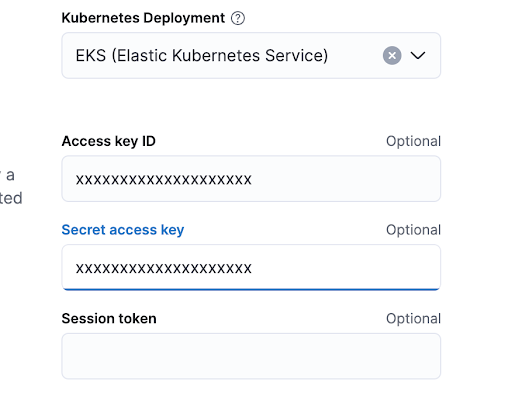 Kubernetes Deployment
EKS (Elastic Kubernetes Service)
Access key ID Optional
r a
xxxxxxxxxxxxxxxxxxxx
ted
Secret access key Optional
xxxxxxxxxxxxxxxxxxxx
Session token Optional